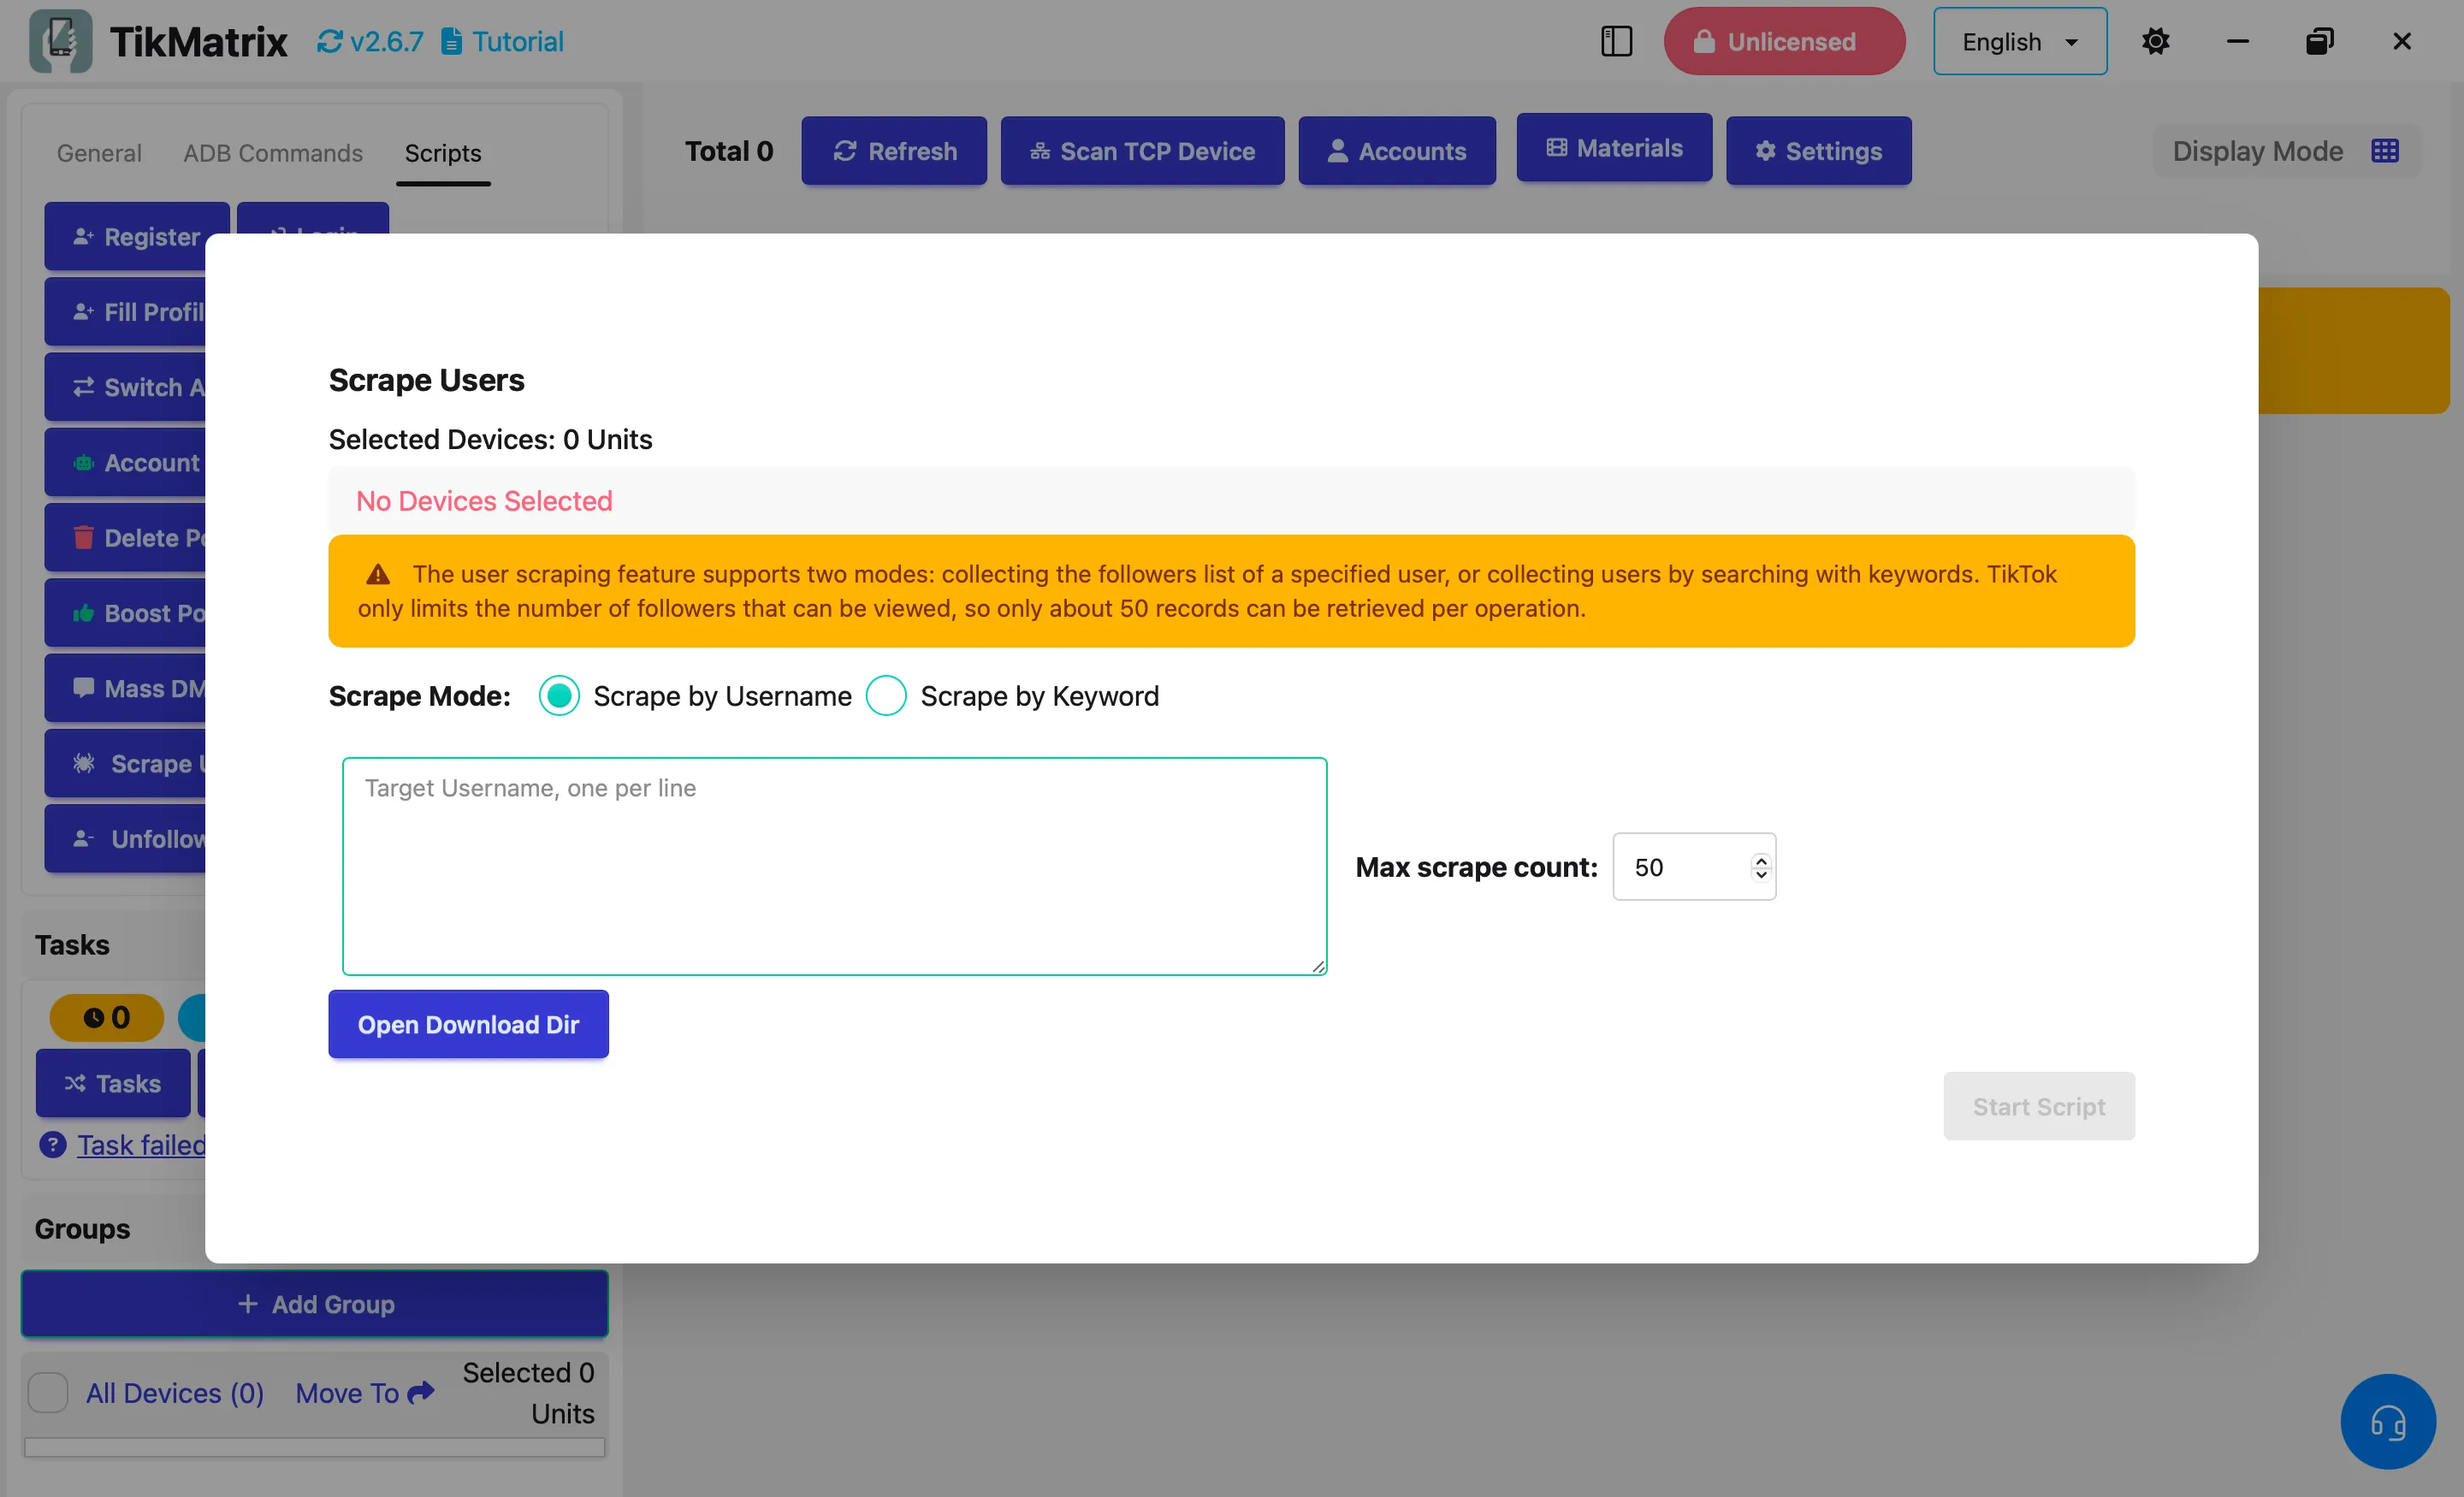 TikMatrix v2.6.7 Tutorial
Unlicensed English
General ADB Commands Scripts
Total 0 Refresh Scan TCP Device Accounts Materials Settings Display Mode
Register Login
Fill Profil
Switch A
Account
Delete Po
Boost Po
Mass DM
Scrape U
Unfollow
Scrape Users
Selected Devices: 0 Units
No Devices Selected
The user scraping feature supports two modes: collecting the followers list of a specified user, or collecting users by searching with keywords. TikTok
only limits the number of followers that can be viewed, so only about 50 records can be retrieved per operation.
Scrape Mode: Scrape by Username Scrape by Keyword
Target Username, one per line
Max scrape count: 50
Open Download Dir
Start Script
Tasks
0
Tasks
? Task failed
Groups
+ Add Group
All Devices (0) Move To Selected 0
Units